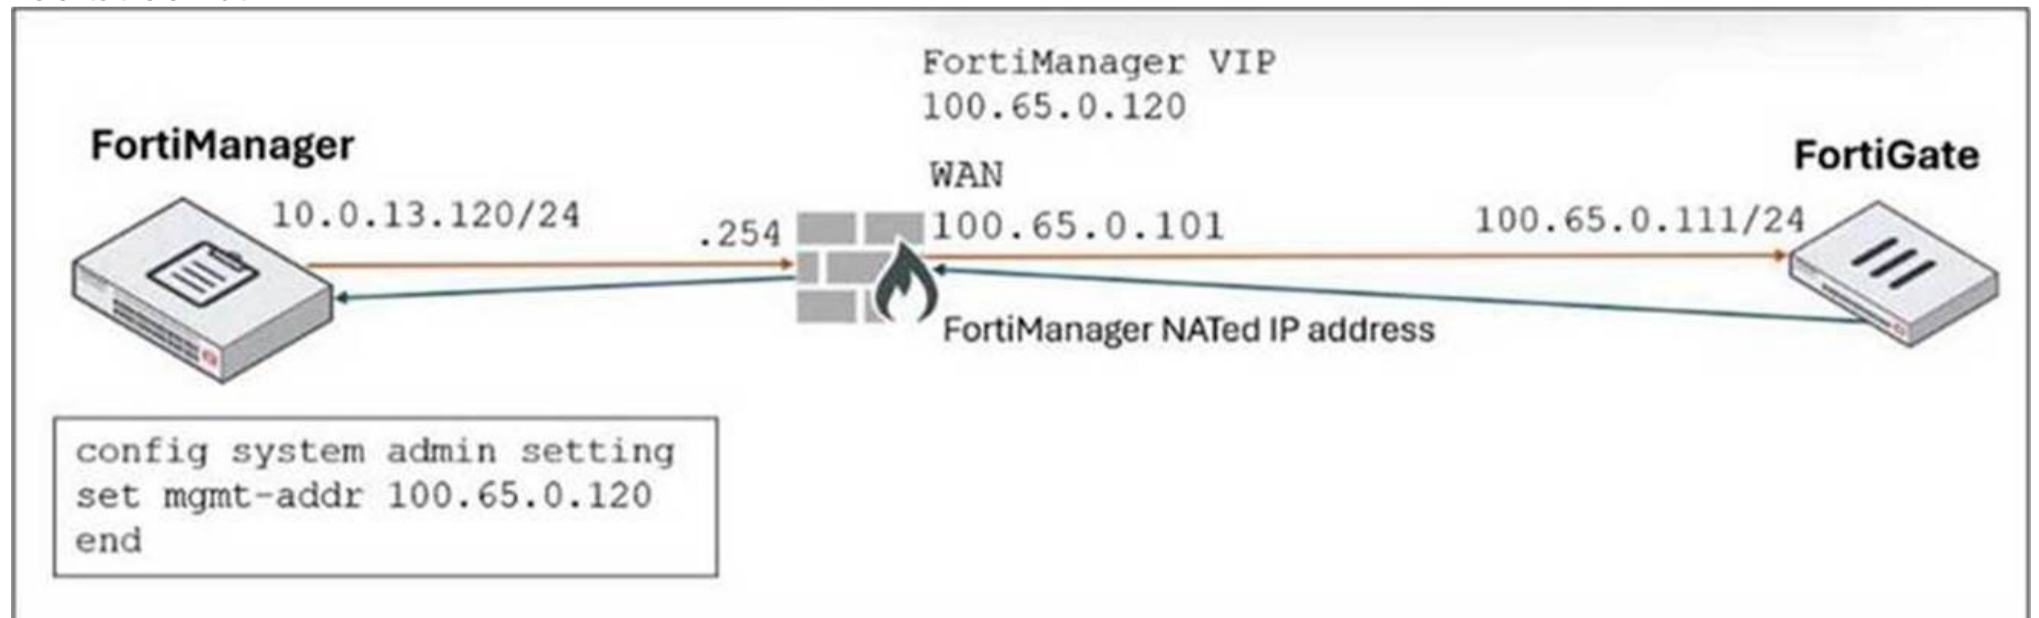 FortiManager VIP
100.65.0.120
FortiManager
FortiGate
WAN
10.0.13.120/24
.254
100.65.0.101
100.65.0.111/24
FortiManager NATed IP address
config system admin setting
set mgmt-addr 100.65.0.120
end